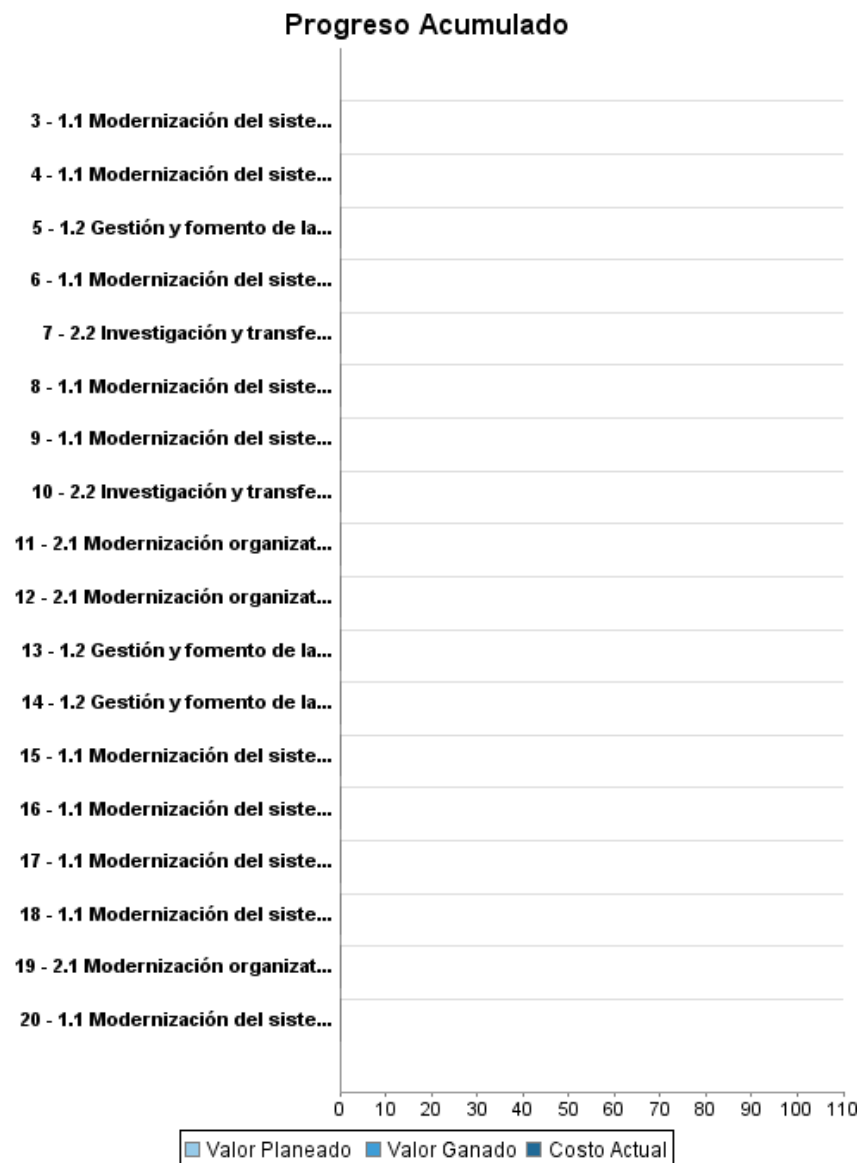 Progreso Acumulado
3 - 1.1 Modernización del siste...
4 - 1.1 Modernización del siste...
5 - 1.2 Gestión y fomento de la...
6 - 1.1 Modernización del siste...
7 - 2.2 Investigación y transfe...
8 - 1.1 Modernización del siste...
9 - 1.1 Modernización del siste...
10 - 2.2 Investigación y transfe...
11 - 2.1 Modernización organizat...
12 - 2.1 Modernización organizat...
13 - 1.2 Gestión y fomento de la...
14 - 1.2 Gestión y fomento de la...
15 - 1.1 Modernización del siste...
16 - 1.1 Modernización del siste...
17 - 1.1 Modernización del siste...
18 - 1.1 Modernización del siste...
19 - 2.1 Modernización organizat...
20 - 1.1 Modernización del siste...
0 10 20 30 40 50 60 70 80 90 100 110
Valor Planeado Valor Ganado Costo Actual